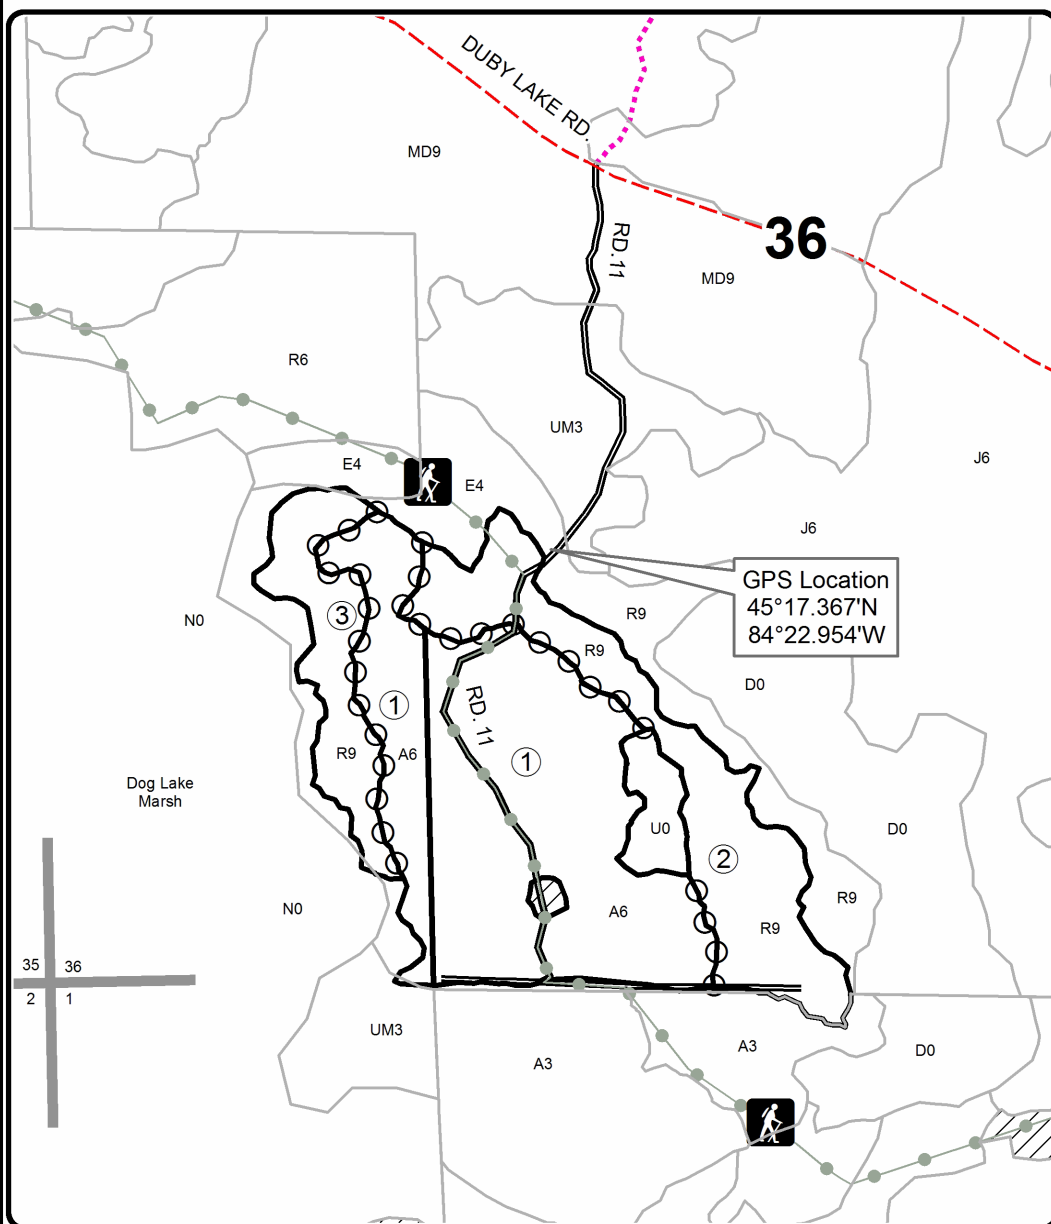 DUBY LAKE RD.
MD9
36
RD.11
MD9
R6
UM3
E4
E4
J6
J6
GPS Location
45°17.367'N
84°22.954'W
N0
3
R9
R9
D0
1
RD. 11
R9
A6
1
Dog Lake
Marsh
U0
D0
2
N0
A6
R9
R9
35
36
2
1
UM3
A3
A3
D0